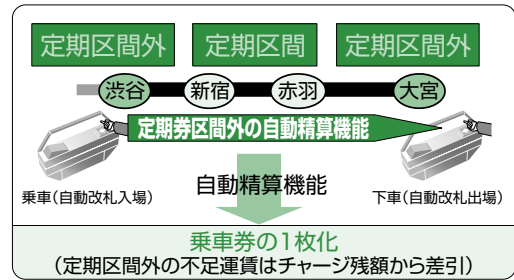 定期区間外 定期区間 定期区間外
渋谷 新宿 赤羽 大宮
定期券区間外の自動精算機能
乗車(自動改札入場) 自動精算機能 下車(自動改札出場)
乗車券の1枚化
(定期区間外の不足運賃はチャージ残額から差引)